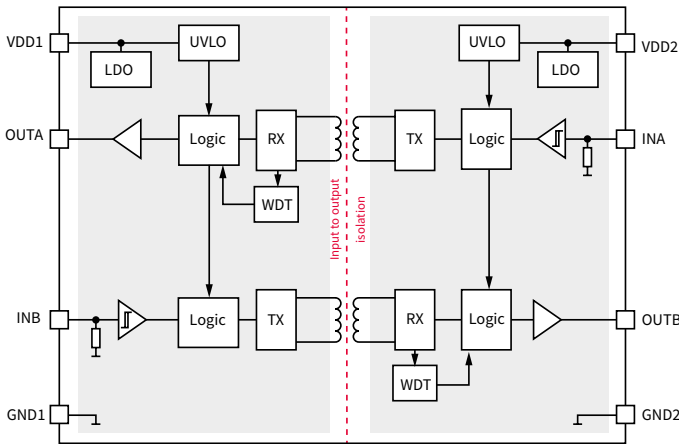 VDD1
UVLO
UVLO
VDD2
LDO
LDO
OUTA
Logic
RX
TX
Logic
INA
WDT
Input to output
isolation
INB
Logic
TX
RX
Logic
OUTB
WDT
GND1
GND2